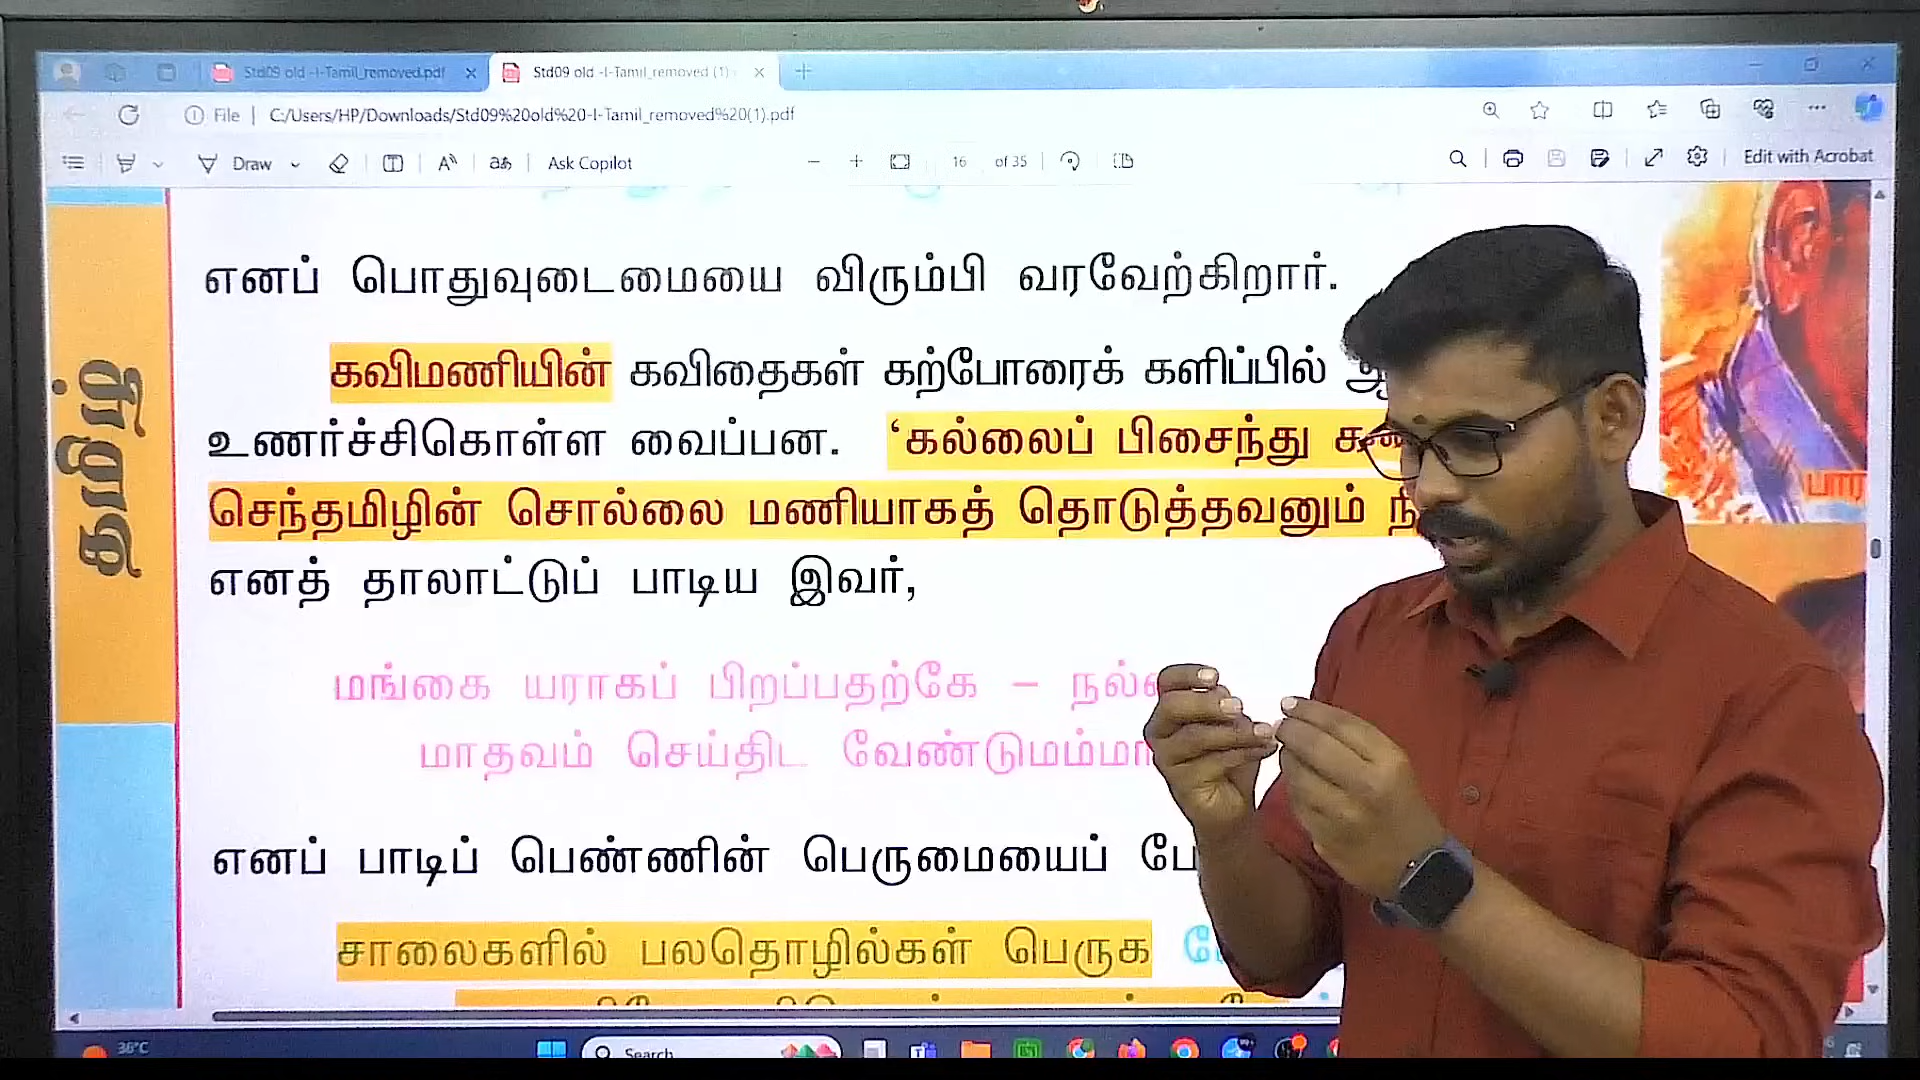 Std09 old -I-Tamil_removed.pdf
Std09 old -I-Tamil_removed (1)
File C:/Users/HP/Downloads/Std09%20old%20-I-Tamil_removed%20(1).pdf
Draw Ask Copilot 16 of 35 Edit with Acrobat
தமிழ்
எனப் பொதுவுடைமையை விரும்பி வரவேற்கிறார்.
கவிமணியின் கவிதைகள் கற்போரைக் களிப்பில்
உணர்ச்சிகொள்ள வைப்பன. ‘கல்லைப் பிசைந்து
செந்தமிழின் சொல்லை மணியாகத் தொடுத்தவனும்
எனத் தாலாட்டுப் பாடிய இவர்,
மங்கை யராகப் பிறப்பதற்கே –
மாதவம் செய்திட வேண்டுமம்மா
எனப் பாடிப் பெண்ணின் பெருமையைப்
சாலைகளில் பலதொழில்கள் பெருக
பார
36°C
Search